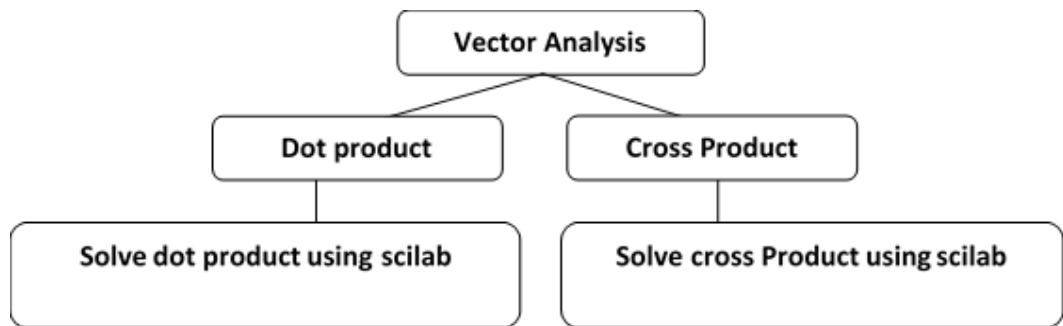 Vector Analysis
Dot product
Cross Product
Solve dot product using scilab
Solve cross Product using scilab